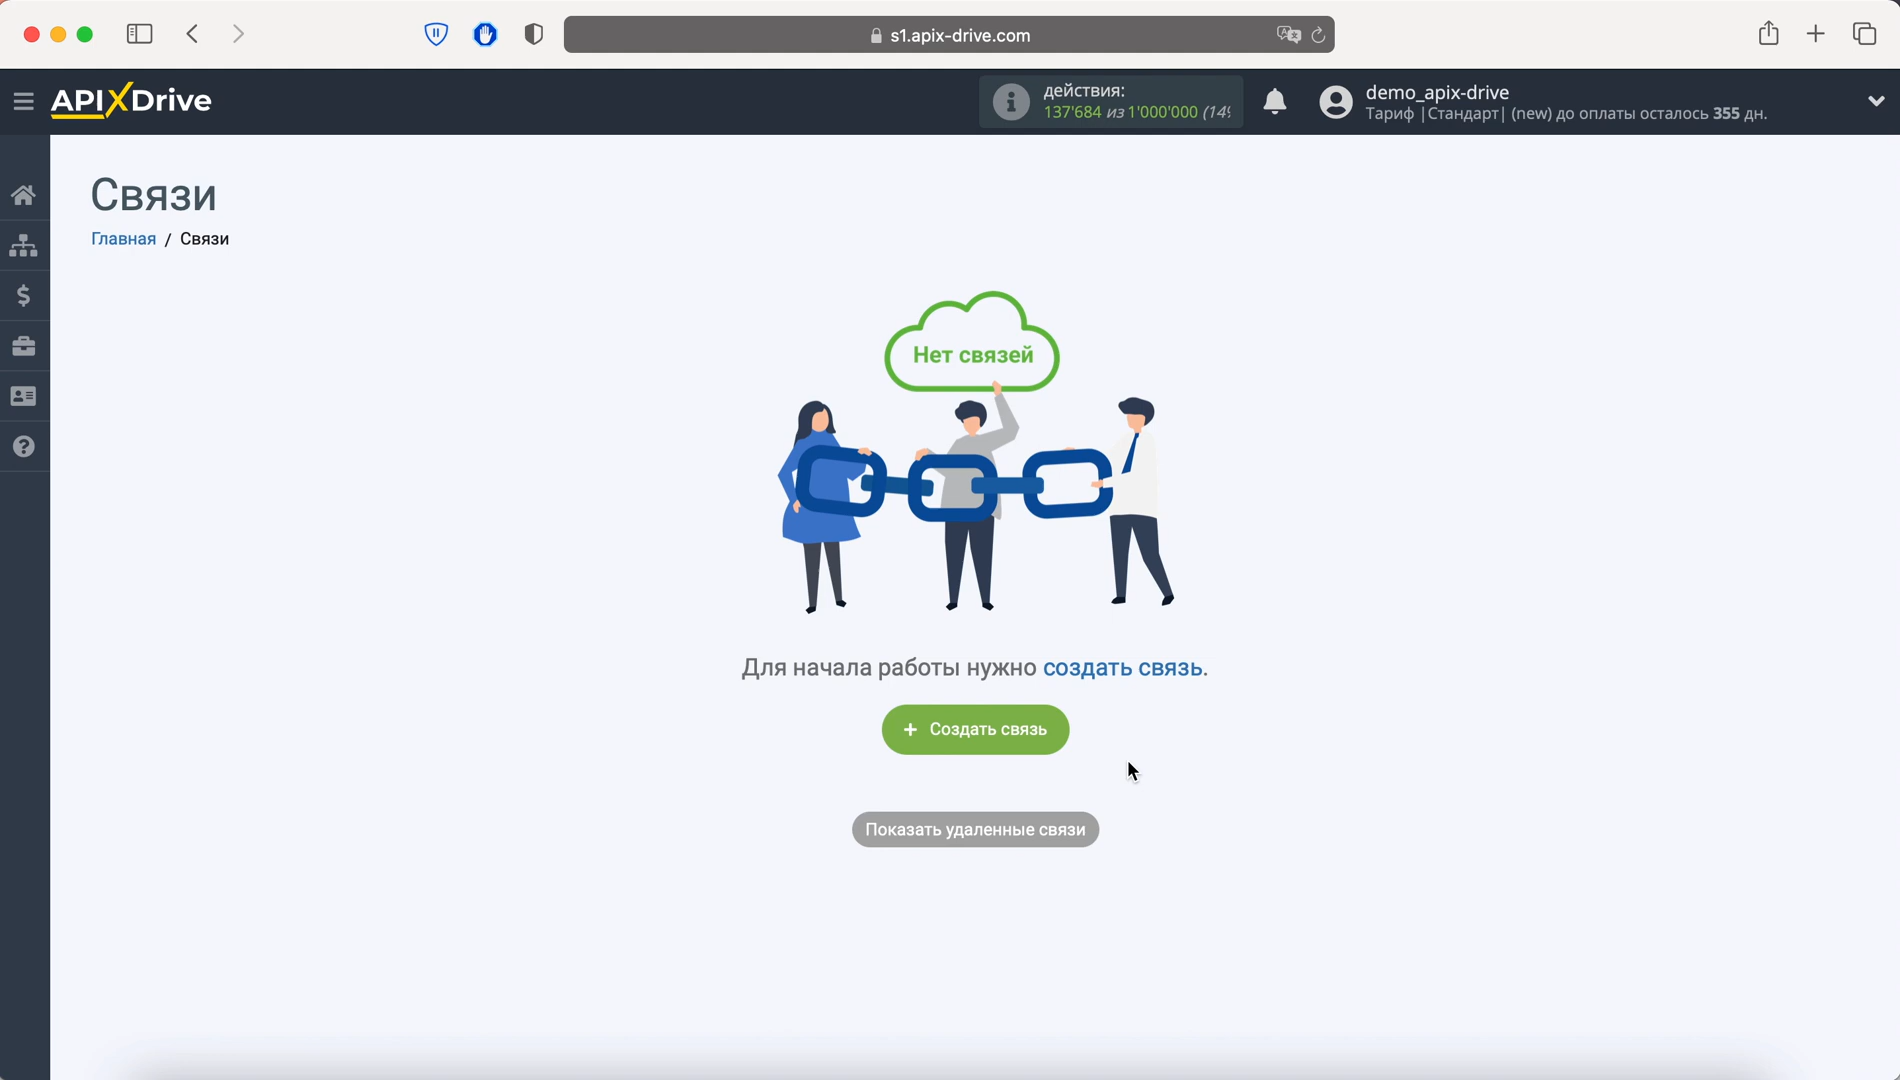 s1.apix-drive.com
APIXDrive
действия:
137'684 из 1'000'000 (14%
demo_apix-drive
Тариф |Стандарт| (new) до оплаты осталось 355 дн.
Связи
Главная / Связи
Нет связей
Для начала работы нужно создать связь.
+ Создать связь
Показать удаленные связи